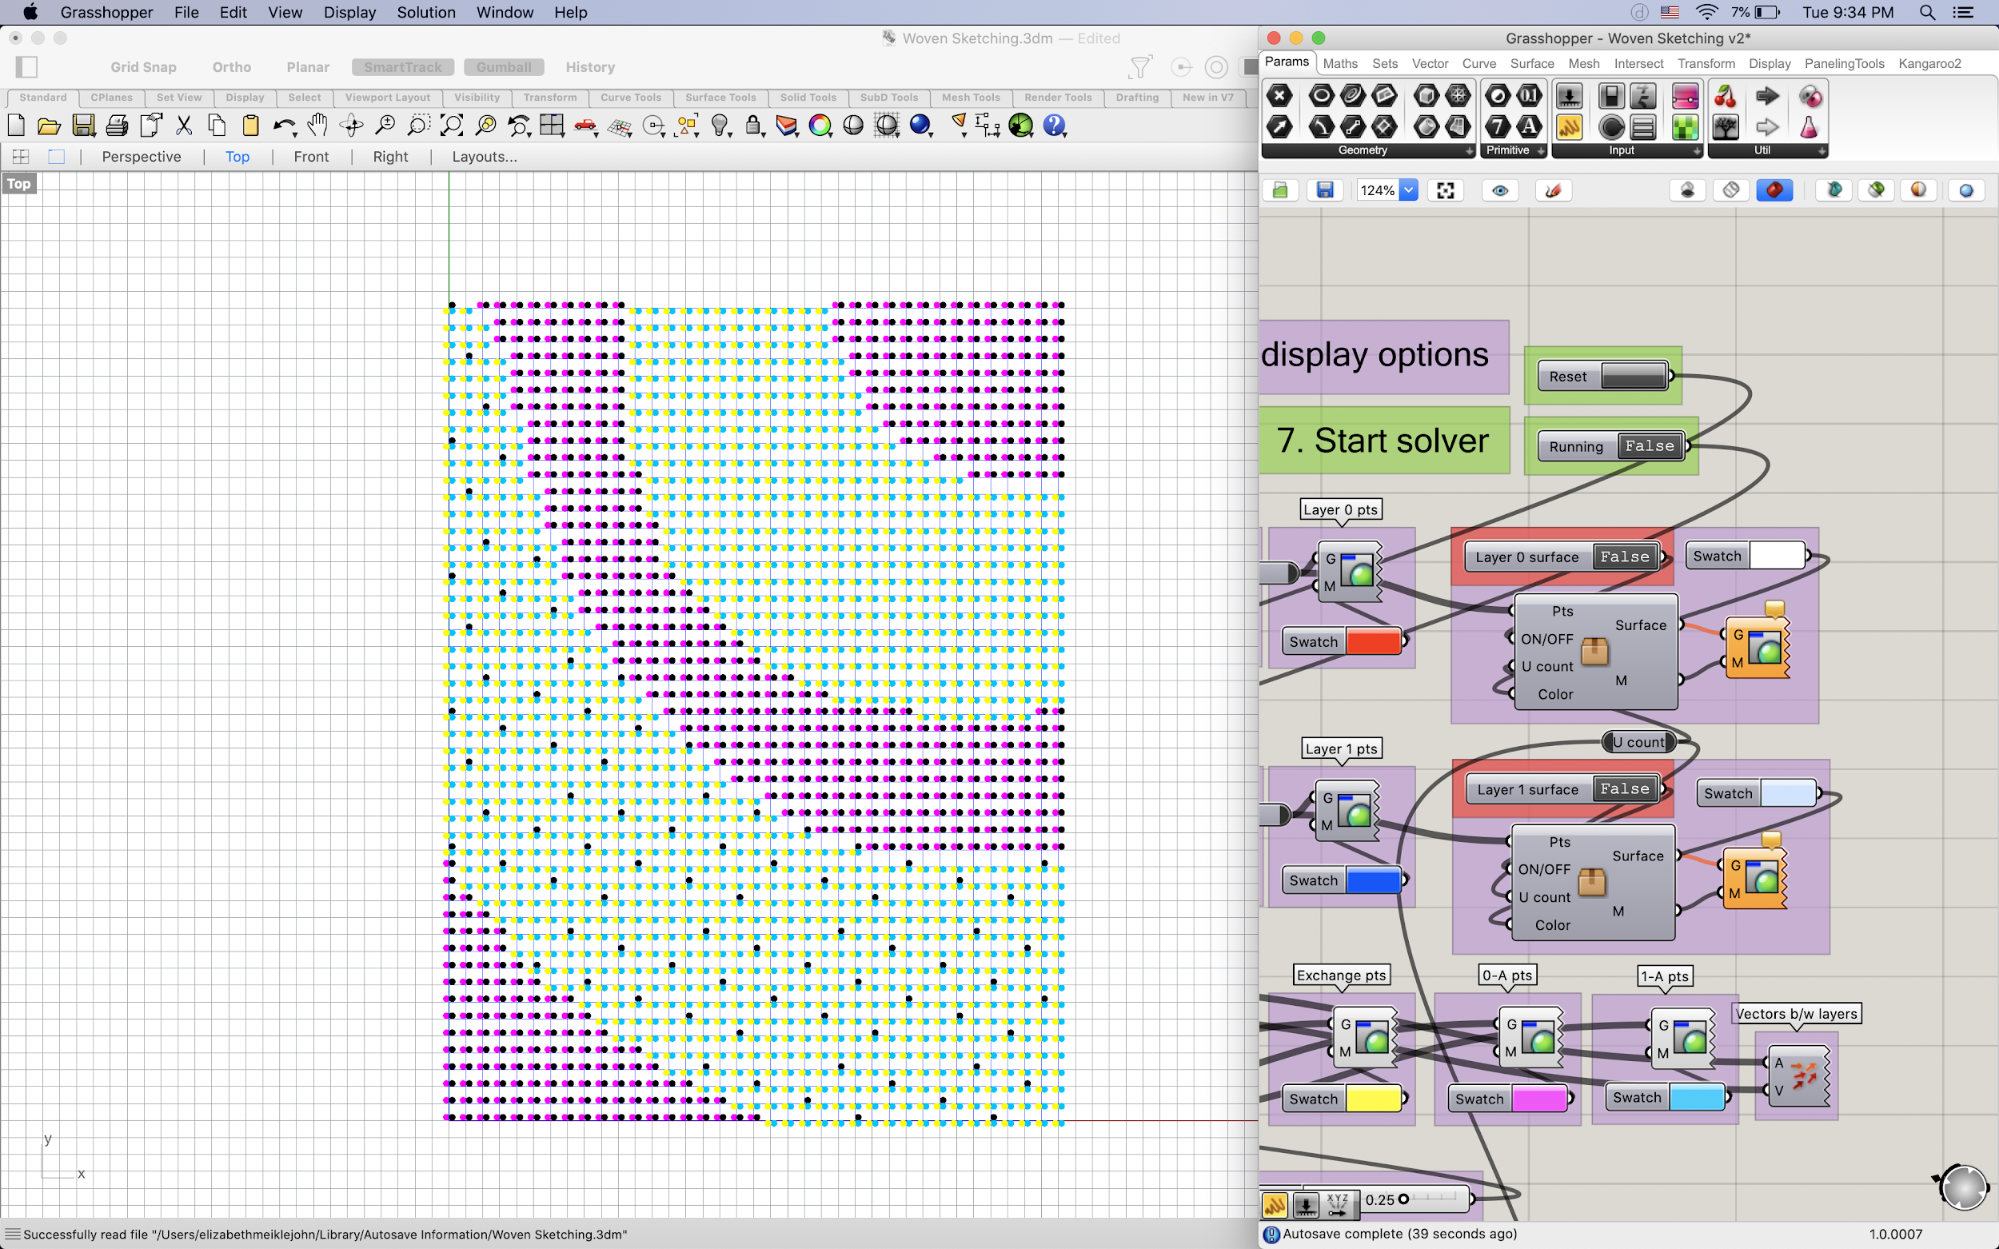 Grasshopper File Edit View Display Solution Window Help 7% Tue 9:34 PM
Woven Sketching.3dm — Edited
Grid Snap Ortho Planar SmartTrack Gumball History
Standard CPlanes Set View Display Select Viewport Layout Visibility Transform Curve Tools Surface Tools Solid Tools SubD Tools Mesh Tools Render Tools Drafting New in V7
Perspective Top Front Right Layouts...
Top
y
x
Successfully read file "/Users/elizabethmeiklejohn/Library/Autosave Information/Woven Sketching.3dm"
Grasshopper - Woven Sketching v2*
Params Maths Sets Vector Curve Surface Mesh Intersect Transform Display PanelingTools Kangaroo2
Geometry Primitive Input Util
124%
display options
Reset
7. Start solver
Running False
Layer 0 pts
G
M
Swatch
Layer 0 surface False
Swatch
Pts
ON/OFF
U count
Color
Surface
M
G
M
U count
Layer 1 pts
G
M
Swatch
Layer 1 surface False
Swatch
Pts
ON/OFF
U count
Color
Surface
M
G
M
Exchange pts
G
M
Swatch
0-A pts
G
M
Swatch
1-A pts
G
M
Swatch
Vectors b/w layers
A
V
XYZ
0.25
Autosave complete (39 seconds ago)
1.0.0007